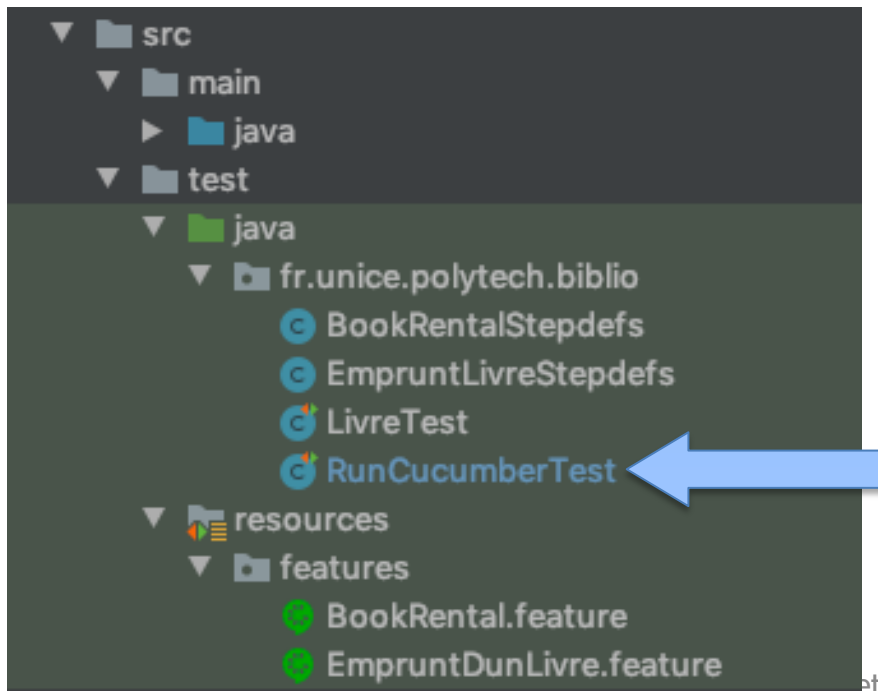 src
main
java
test
java
fr.unice.polytech.biblio
BookRentalStepdefs
EmpruntLivreStepdefs
LivreTest
RunCucumberTest
resources
features
BookRental.feature
EmpruntDunLivre.feature
et